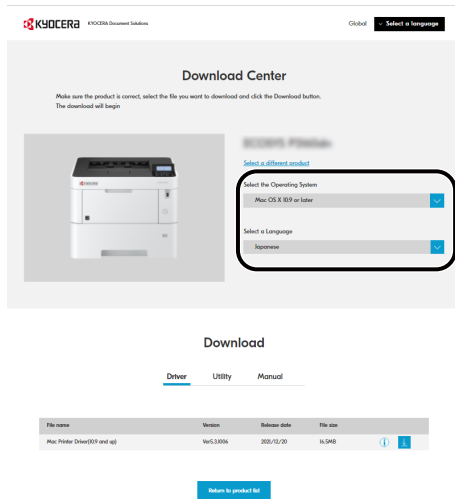 KYOCERA KYOCERA Document Solutions Global Select a language
Download Center
Make sure the product is correct, select the file you want to download and click the Download button.
The download will begin
Select a different product
Select the Operating System
Mac OS X 10.9 or later
Select a Language
Japanese
Download
Driver Utility Manual
File name Version Release date File size
Mac Printer Driver(10.9 and up) Ver5.3.1006 2021/12/20 16.5MB
Return to product list